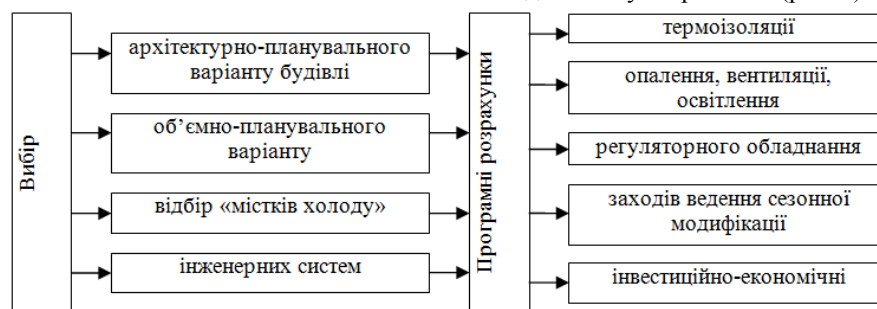 Вибір
архітектурно-планувального
варіанту будівлі
об’ємно-планувального
варіанту
відбір «містків холоду»
інженерних систем
Програмні розрахунки
термоізоляції
опалення, вентиляції,
освітлення
регуляторного обладнання
заходів ведення сезонної
модифікації
інвестиційно-економічні